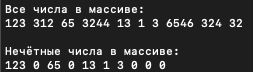 Все числа в массиве:
123 312 65 3244 13 1 3 6546 324 32
Нечётные числа в массиве:
123 0 65 0 13 1 3 0 0 0